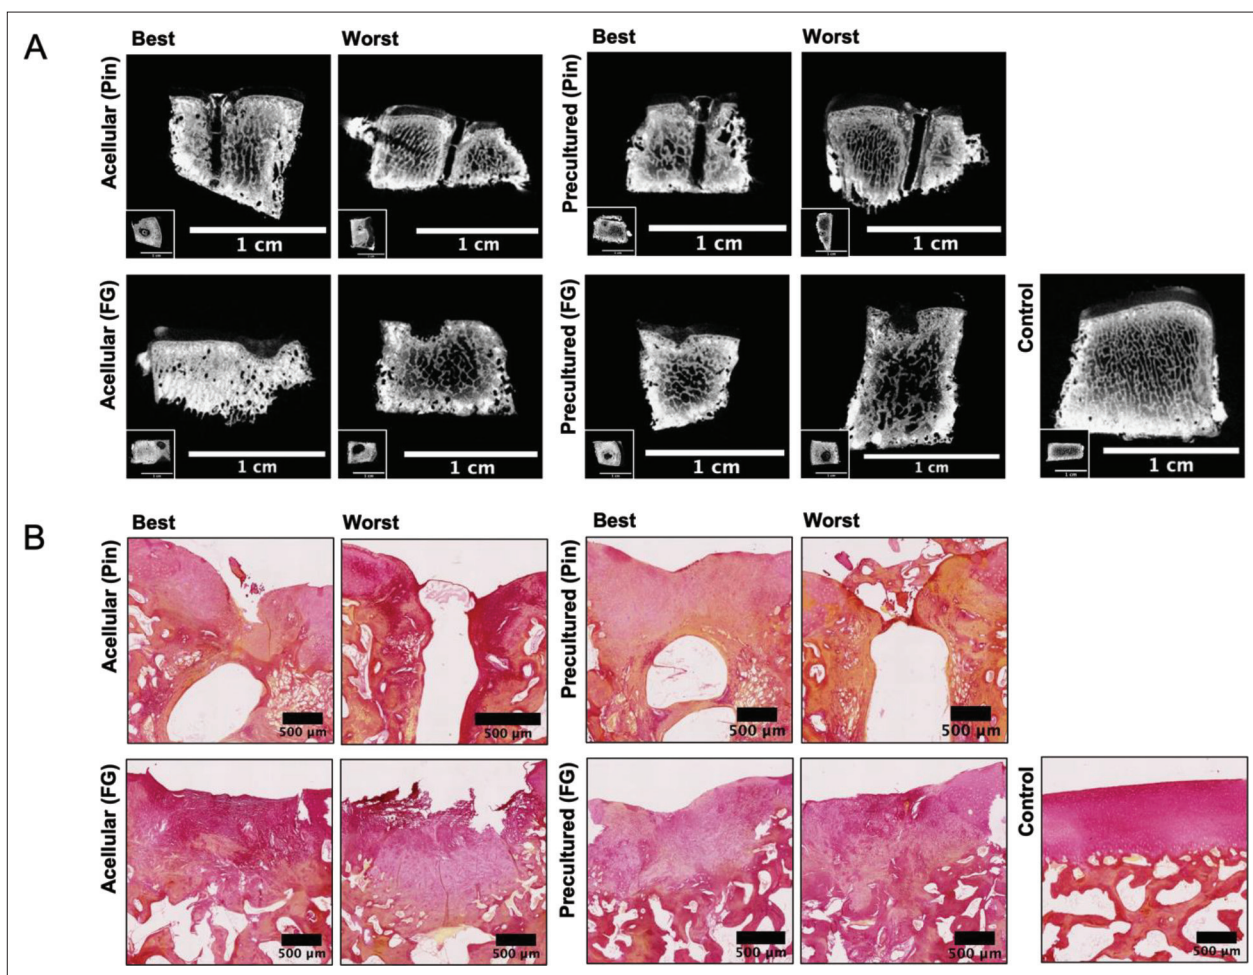 A
Best
Worst
Best
Worst
Acellular (Pin)
1 cm
1 cm
Precultured (Pin)
1 cm
1 cm
Acellular (FG)
1 cm
1 cm
Precultured (FG)
1 cm
1 cm
Control
1 cm
1 cm
B
Best
Worst
Best
Worst
Acellular (Pin)
500 µm
500 µm
Precultured (Pin)
500 µm
500 µm
Acellular (FG)
500 µm
500 µm
Precultured (FG)
500 µm
500 µm
Control
500 µm